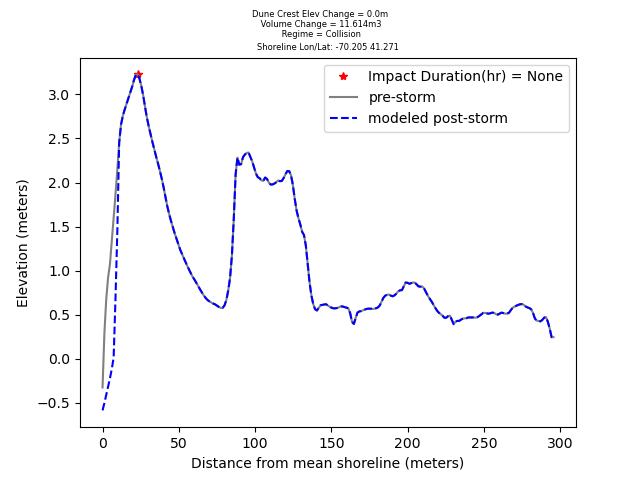 Dune Crest Elev Change = 0.0m
Volume Change = 11.614m3
Regime = Collision
Shoreline Lon/Lat: -70.205 41.271
Impact Duration(hr) = None
pre-storm
modeled post-storm
Elevation (meters)
3.0
2.5
2.0
1.5
1.0
0.5
0.0
−0.5
0 50 100 150 200 250 300
Distance from mean shoreline (meters)